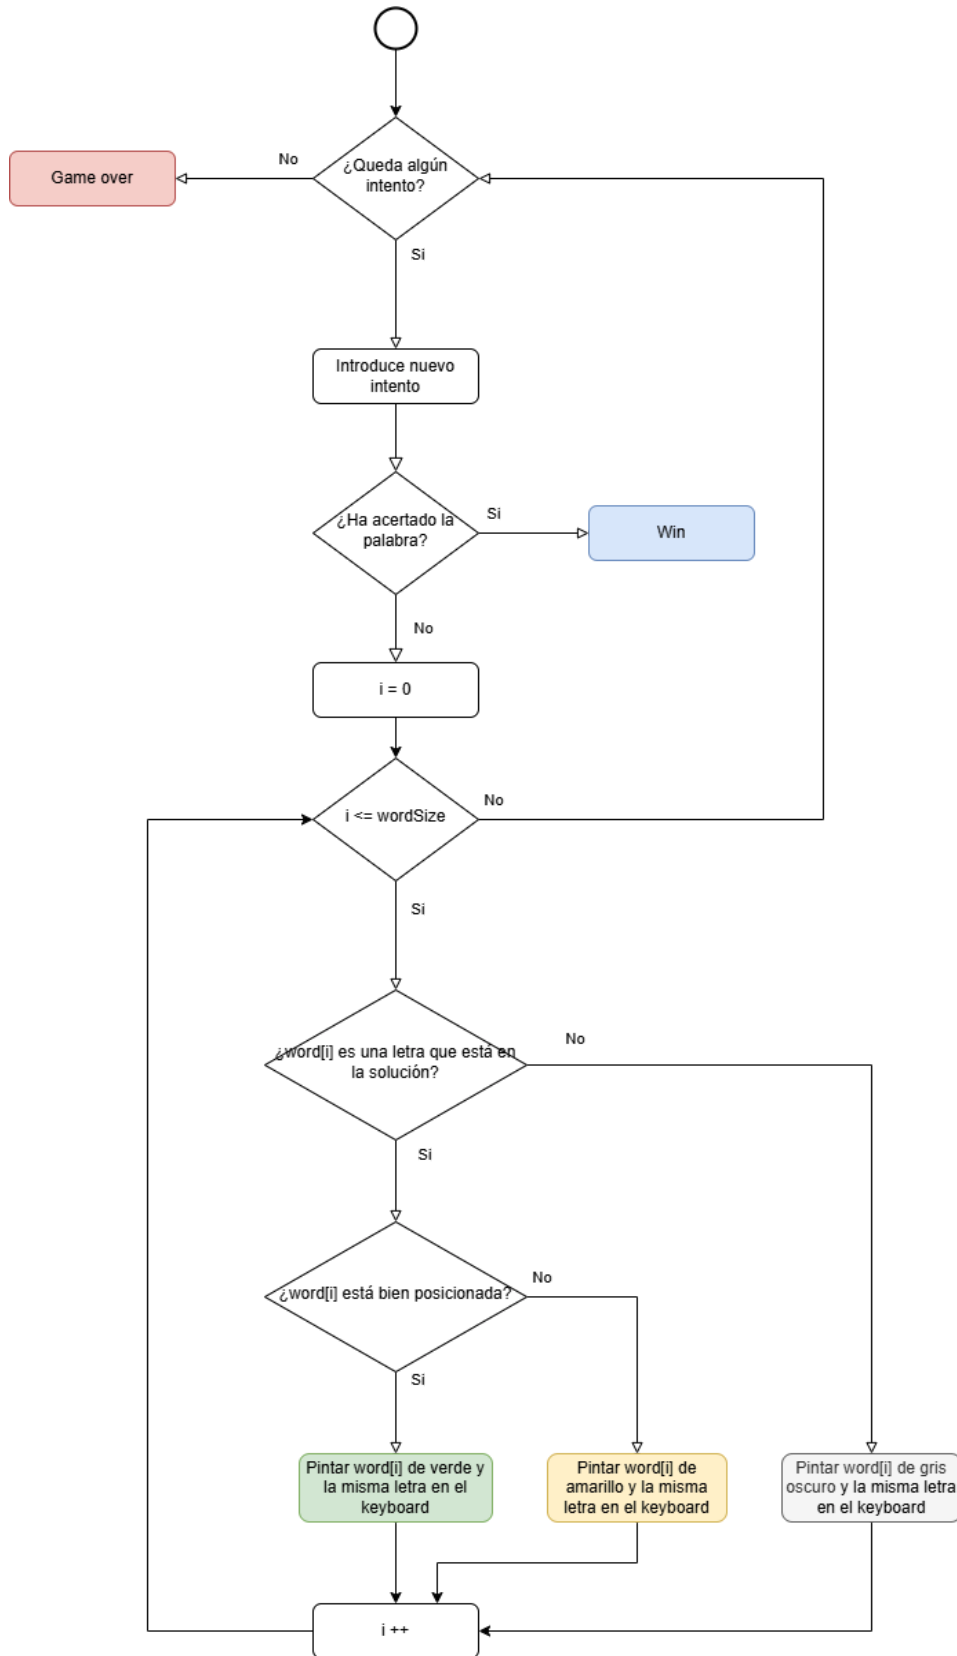 ¿Queda algún
intento?
No
Game over
Si
Introduce nuevo
intento
¿Ha acertado la
palabra?
Si
Win
No
i = 0
i <= wordSize
No
Si
¿word[i] es una letra que está en
la solución?
No
Si
¿word[i] está bien posicionada?
No
Si
Pintar word[i] de verde y
la misma letra en el
keyboard
Pintar word[i] de
amarillo y la misma
letra en el keyboard
Pintar word[i] de gris
oscuro y la misma letra
en el keyboard
i ++